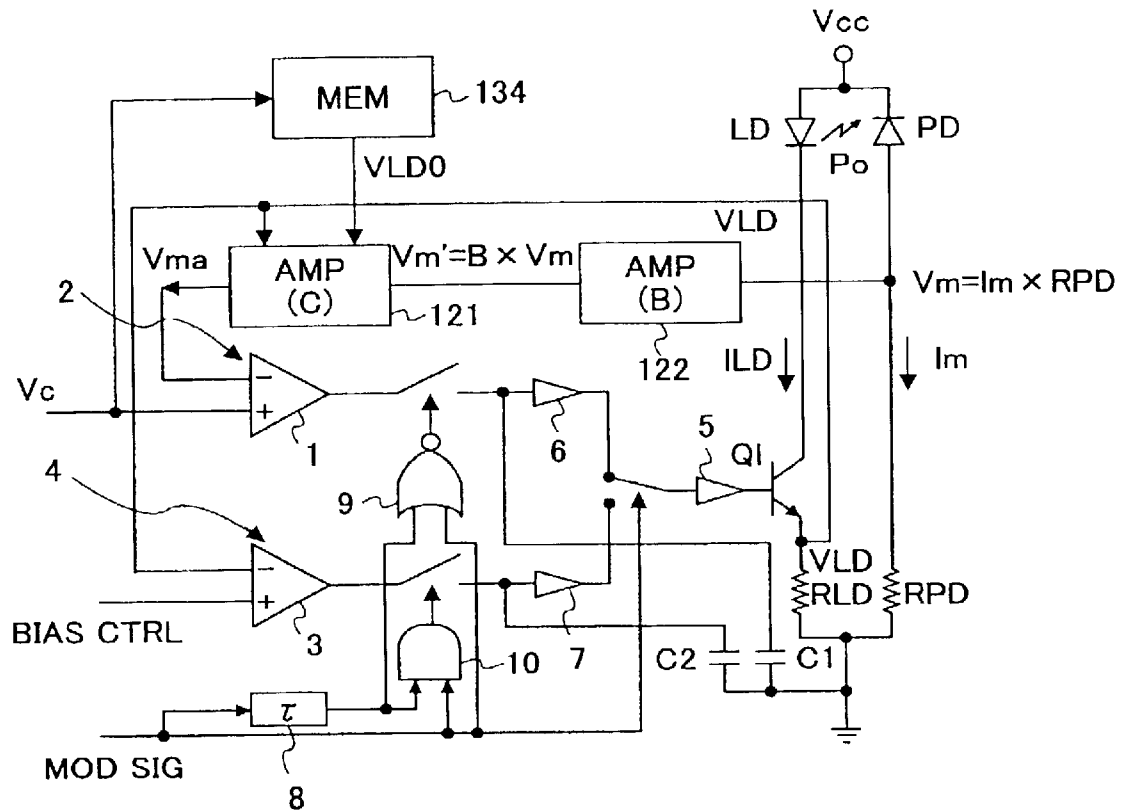 Vcc
MEM
134
LD
PD
Po
VLD0
VLD
Vma
AMP
(C)
Vm'=B × Vm
AMP
(B)
Vm=Im × RPD
2
121
122
ILD
Im
Vc
1
6
5
QI
4
9
VLD
RLD
RPD
BIAS CTRL
3
10
7
C2
C1
τ
MOD SIG
8